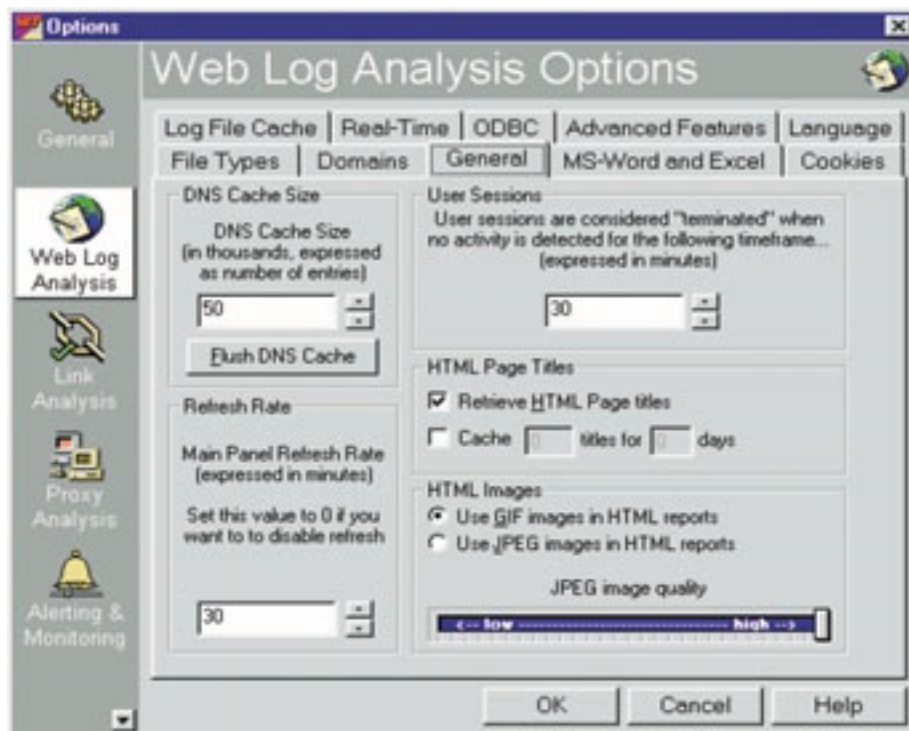 Options
Web Log Analysis Options
General
Web Log
Analysis
Link
Analysis
Proxy
Analysis
Alerting &
Monitoring
Log File Cache
Real-Time
ODBC
Advanced Features
Language
File Types
Domains
General
MS-Word and Excel
Cookies
DNS Cache Size
DNS Cache Size
(in thousands, expressed
as number of entries)
50
Flush DNS Cache
Refresh Rate
Main Panel Refresh Rate
(expressed in minutes)
Set this value to 0 if you
want to to disable refresh
30
User Sessions
User sessions are considered "terminated" when
no activity is detected for the following timeframe...
(expressed in minutes)
30
HTML Page Titles
Retrieve HTML Page titles
Cache 0 titles for 0 days
HTML Images
Use GIF images in HTML reports
Use JPEG images in HTML reports
JPEG image quality
<-- low ---------------------------- high -->
OK
Cancel
Help